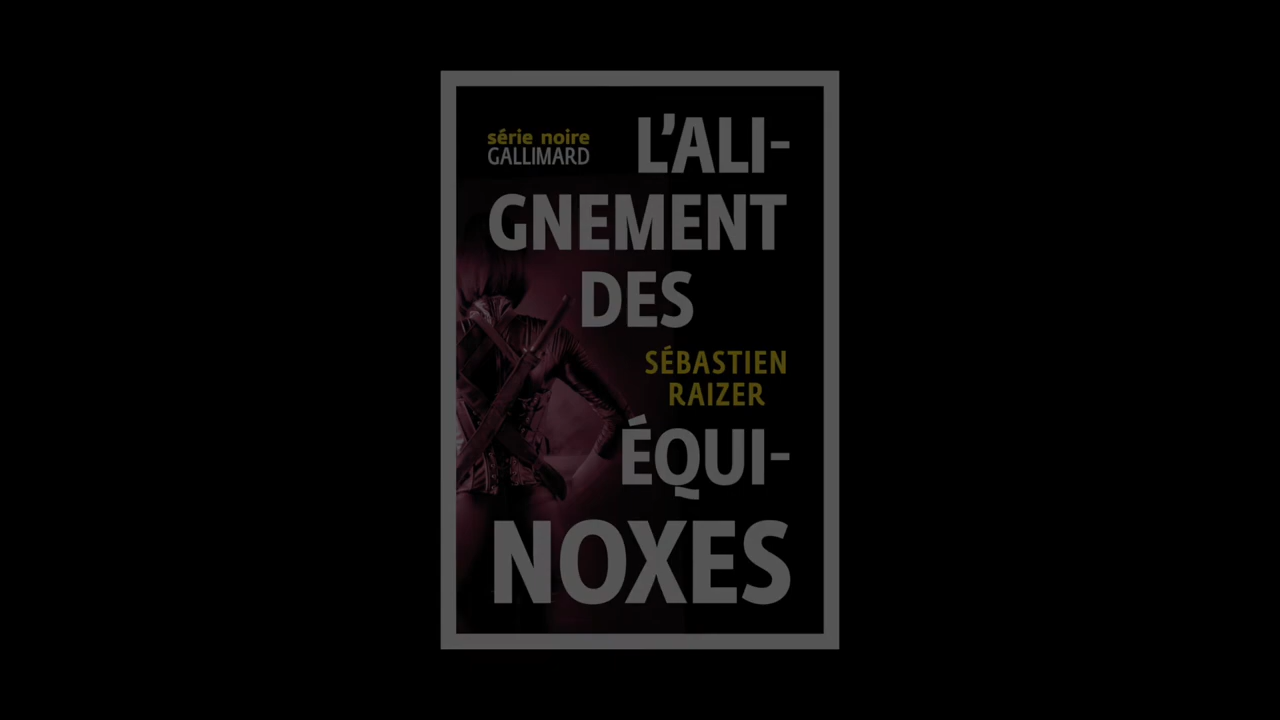 série noire
GALLIMARD
L'ALI-
GNEMENT
DES
SÉBASTIEN
RAIZER
ÉQUI-
NOXES